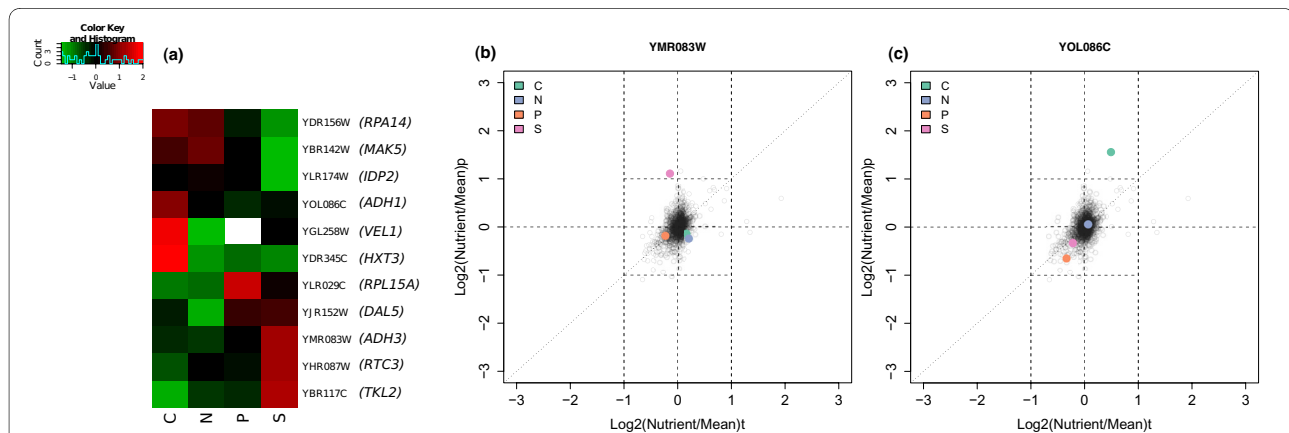 Color Key
and Histogram
Count
0 3
−1 0 1 2
Value
(a)
YDR156W (RPA14)
YBR142W (MAK5)
YLR174W (IDP2)
YOL086C (ADH1)
YGL258W (VEL1)
YDR345C (HXT3)
YLR029C (RPL15A)
YJR152W (DAL5)
YMR083W (ADH3)
YHR087W (RTC3)
YBR117C (TKL2)
C N P S
(b)
YMR083W
C
N
P
S
Log2(Nutrient/Mean)p
3
2
1
0
−1
−2
−3
−3 −2 −1 0 1 2 3
Log2(Nutrient/Mean)t
(c)
YOL086C
C
N
P
S
Log2(Nutrient/Mean)p
3
2
1
0
−1
−2
−3
−3 −2 −1 0 1 2 3
Log2(Nutrient/Mean)t